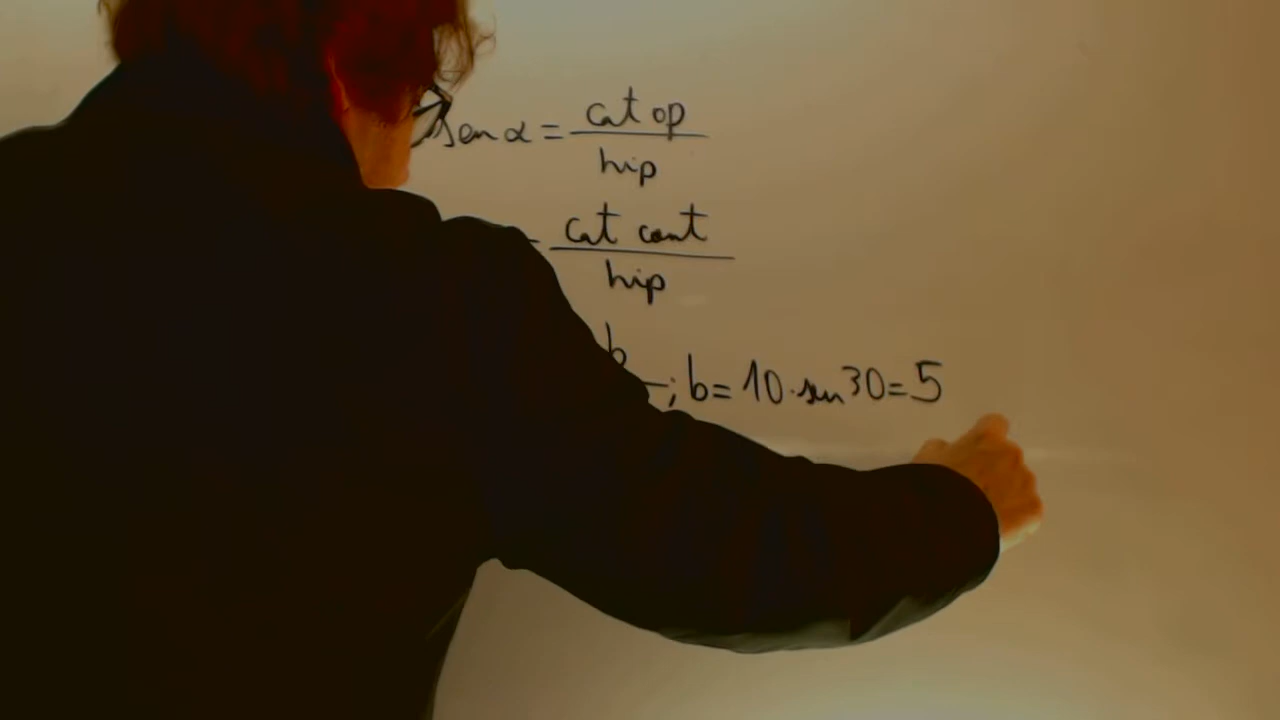 sen α = cat op
hip
= cat cont
hip
b
; b = 10 · sen 30 = 5